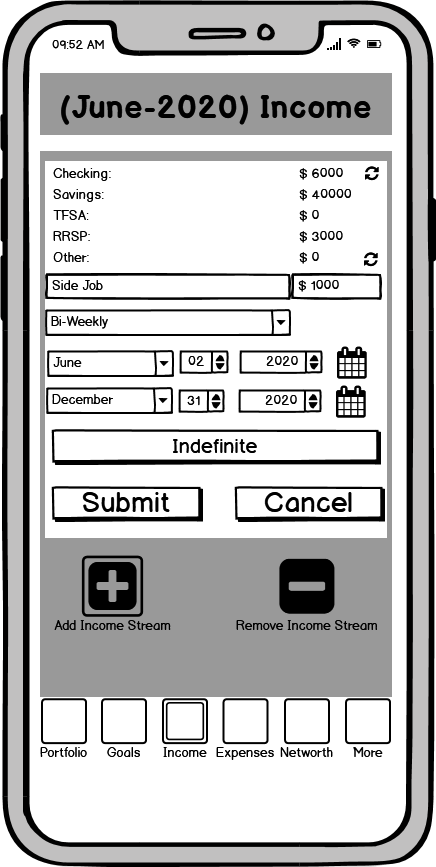 09:52 AM
(June-2020) Income
Checking: $ 6000
Savings: $ 40000
TFSA: $ 0
RRSP: $ 3000
Other: $ 0
Side Job $ 1000
Bi-Weekly
June 02 2020
December 31 2020
Indefinite
Submit Cancel
Add Income Stream Remove Income Stream
Portfolio Goals Income Expenses Networth More